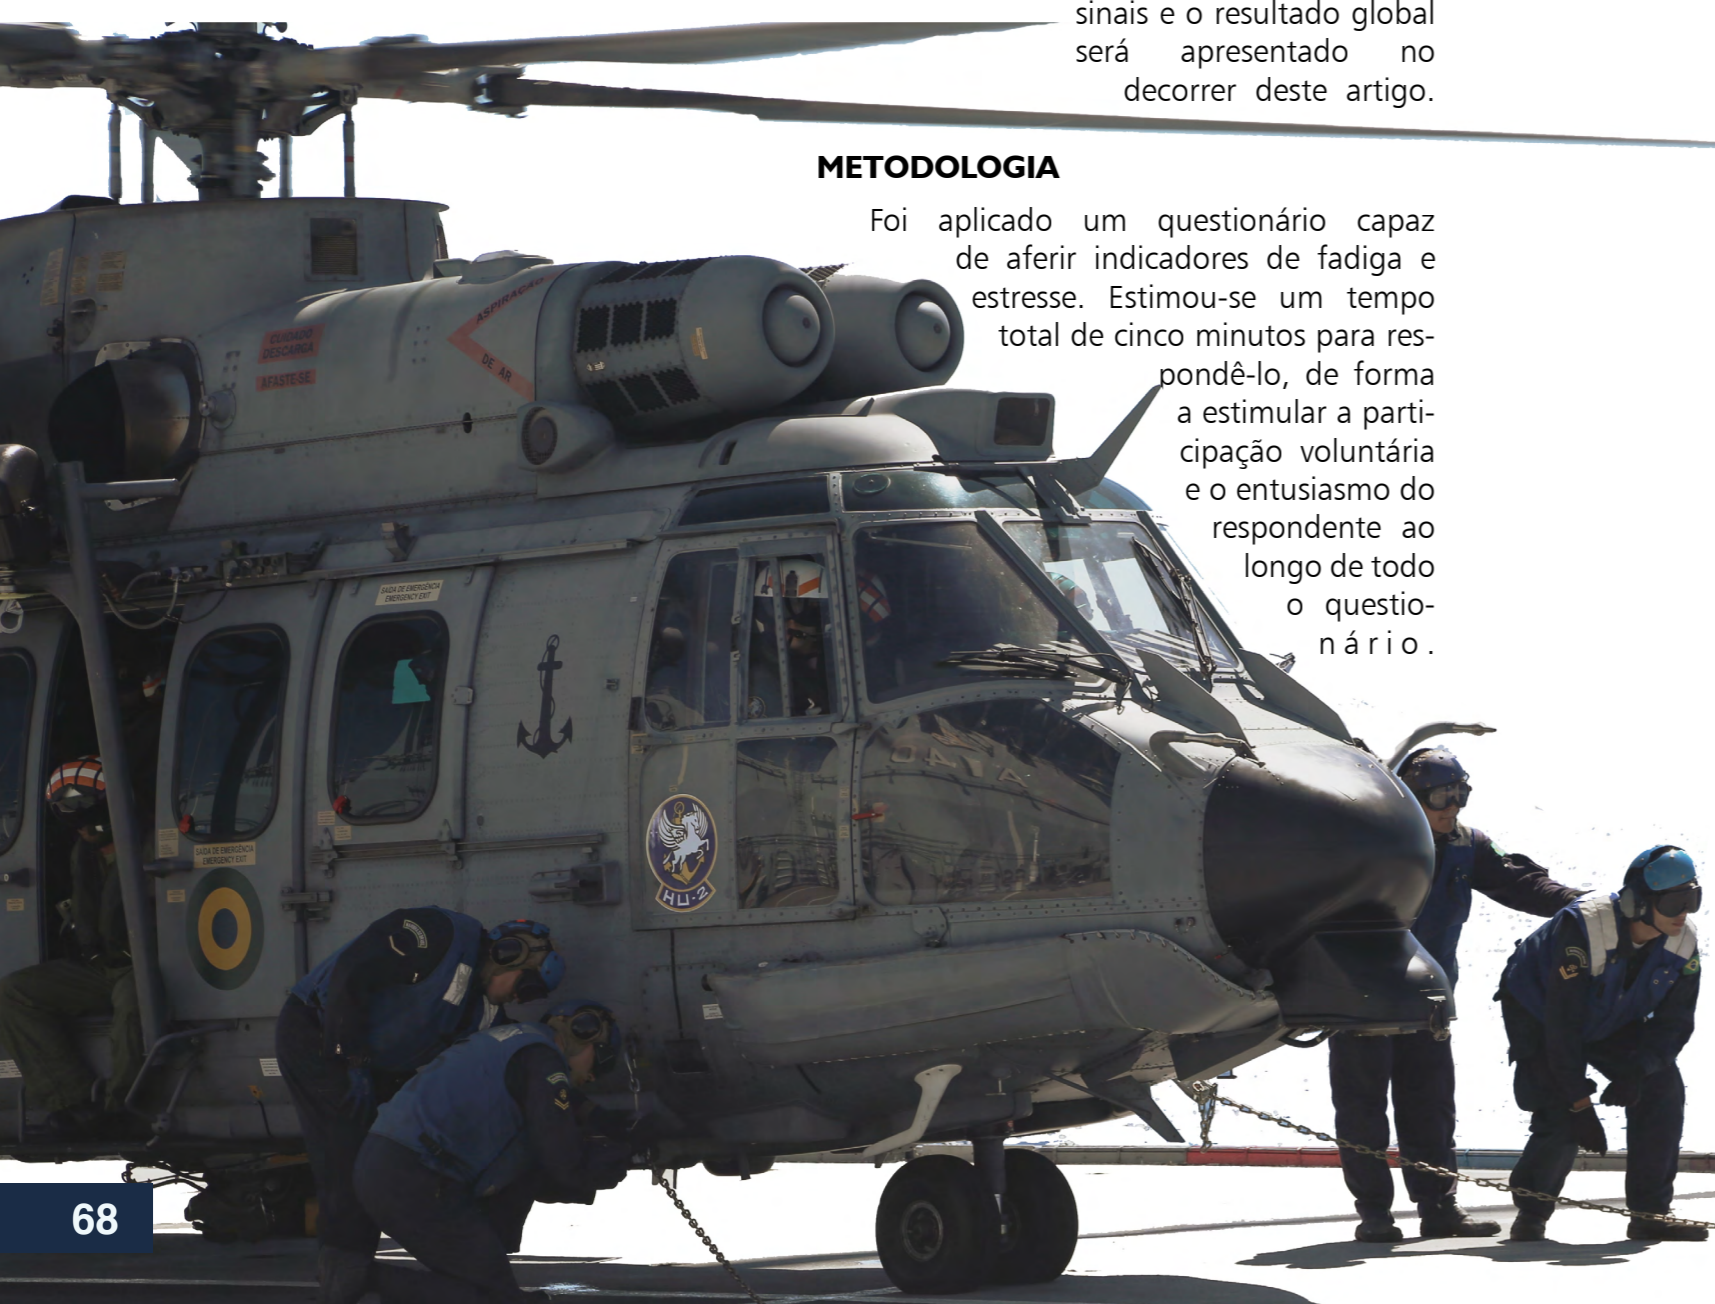 sinais e o resultado global
será apresentado no
decorrer deste artigo.
METODOLOGIA
Foi aplicado um questionário capaz
de aferir indicadores de fadiga e
estresse. Estimou-se um tempo
total de cinco minutos para res-
pondê-lo, de forma
a estimular a parti-
cipação voluntária
e o entusiasmo do
respondente ao
longo de todo
o questio-
nário.
ASPIRAÇÃO
DE AR
CUIDADO
DESCARGA
AFASTE-SE
SAIDA DE EMERGÊNCIA
EMERGENCY EXIT
SAIDA DE EMERGÊNCIA
EMERGENCY EXIT
HU-2
68